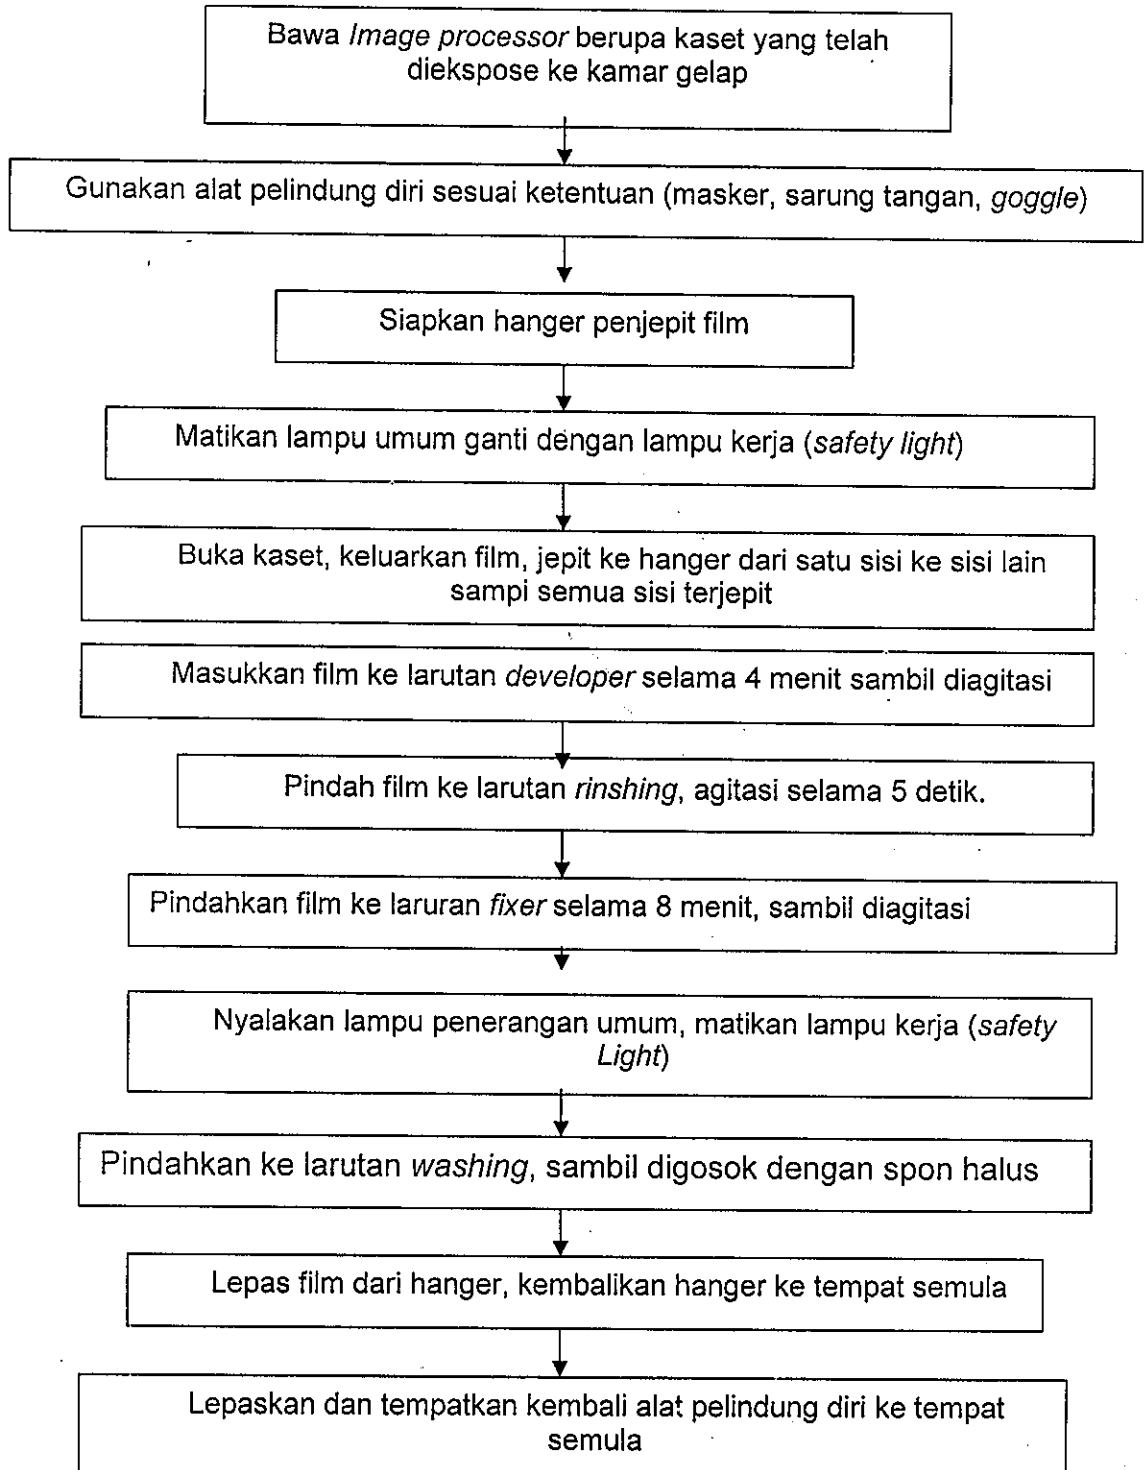 Bawa Image processor berupa kaset yang telah
diekspose ke kamar gelap
Gunakan alat pelindung diri sesuai ketentuan (masker, sarung tangan, goggle)
Siapkan hanger penjepit film
Matikan lampu umum ganti dengan lampu kerja (safety light)
Buka kaset, keluarkan film, jepit ke hanger dari satu sisi ke sisi lain
sampi semua sisi terjepit
Masukkan film ke larutan developer selama 4 menit sambil diagitasi
Pindah film ke larutan rinshing, agitasi selama 5 detik.
Pindahkan film ke laruran fixer selama 8 menit, sambil diagitasi
Nyalakan lampu penerangan umum, matikan lampu kerja (safety
Light)
Pindahkan ke larutan washing, sambil digosok dengan spon halus
Lepas film dari hanger, kembalikan hanger ke tempat semula
Lepaskan dan tempatkan kembali alat pelindung diri ke tempat
semula